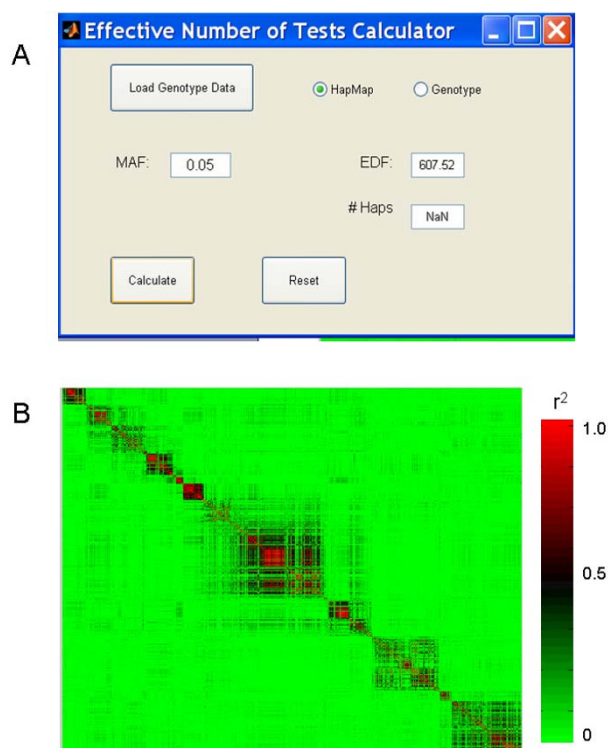 A
Effective Number of Tests Calculator
Load Genotype Data
HapMap
Genotype
MAF:
0.05
EDF:
607.52
# Haps
NaN
Calculate
Reset
B
r²
1.0
0.5
0